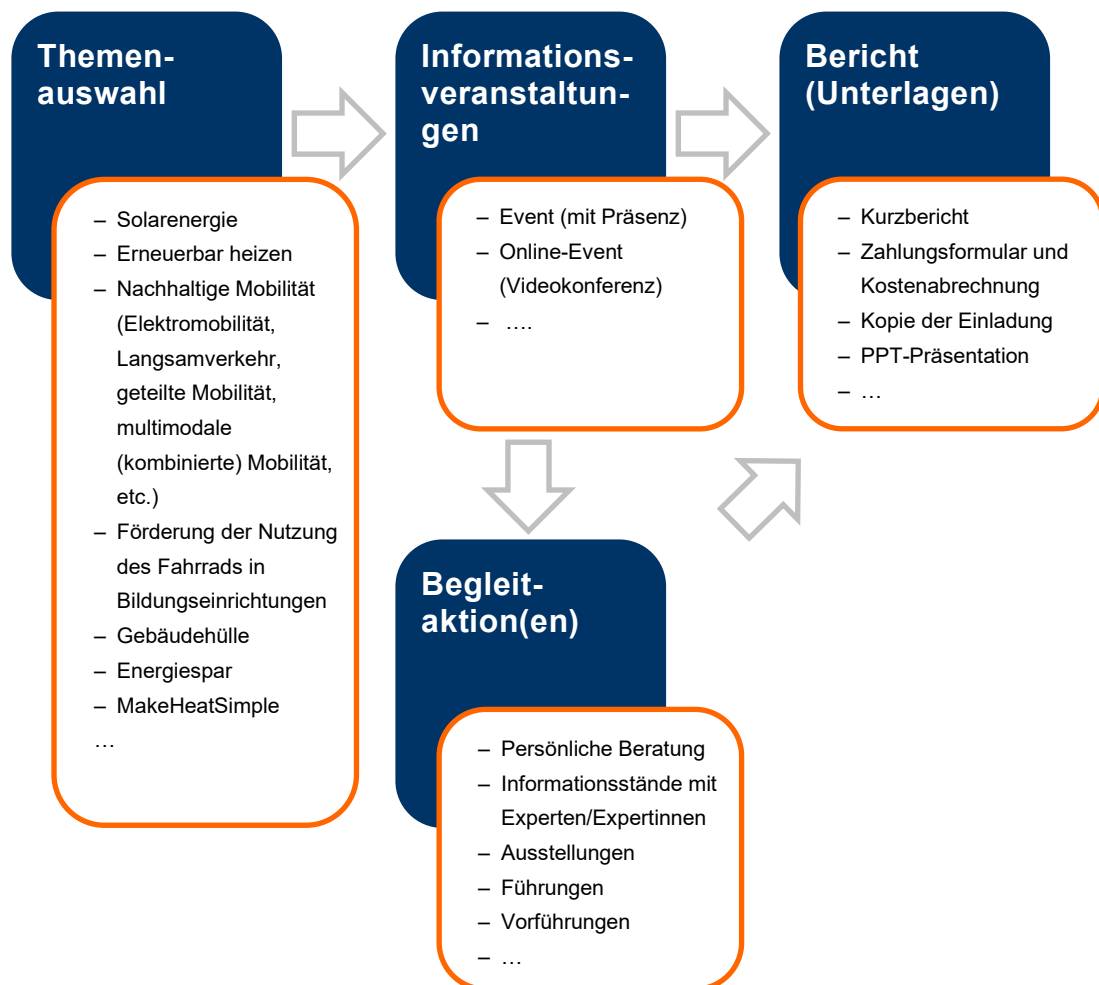 Themen-
auswahl
– Solarenergie
– Erneuerbar heizen
– Nachhaltige Mobilität
(Elektromobilität,
Langsamverkehr,
geteilte Mobilität,
multimodale
(kombinierte) Mobilität,
etc.)
– Förderung der Nutzung
des Fahrrads in
Bildungseinrichtungen
– Gebäudehülle
– Energiespar
– MakeHeatSimple
…
Informations-
veranstaltun-
gen
– Event (mit Präsenz)
– Online-Event
(Videokonferenz)
– ….
Begleit-
aktion(en)
– Persönliche Beratung
– Informationsstände mit
Experten/Expertinnen
– Ausstellungen
– Führungen
– Vorführungen
– …
Bericht
(Unterlagen)
– Kurzbericht
– Zahlungsformular und
Kostenabrechnung
– Kopie der Einladung
– PPT-Präsentation
– …